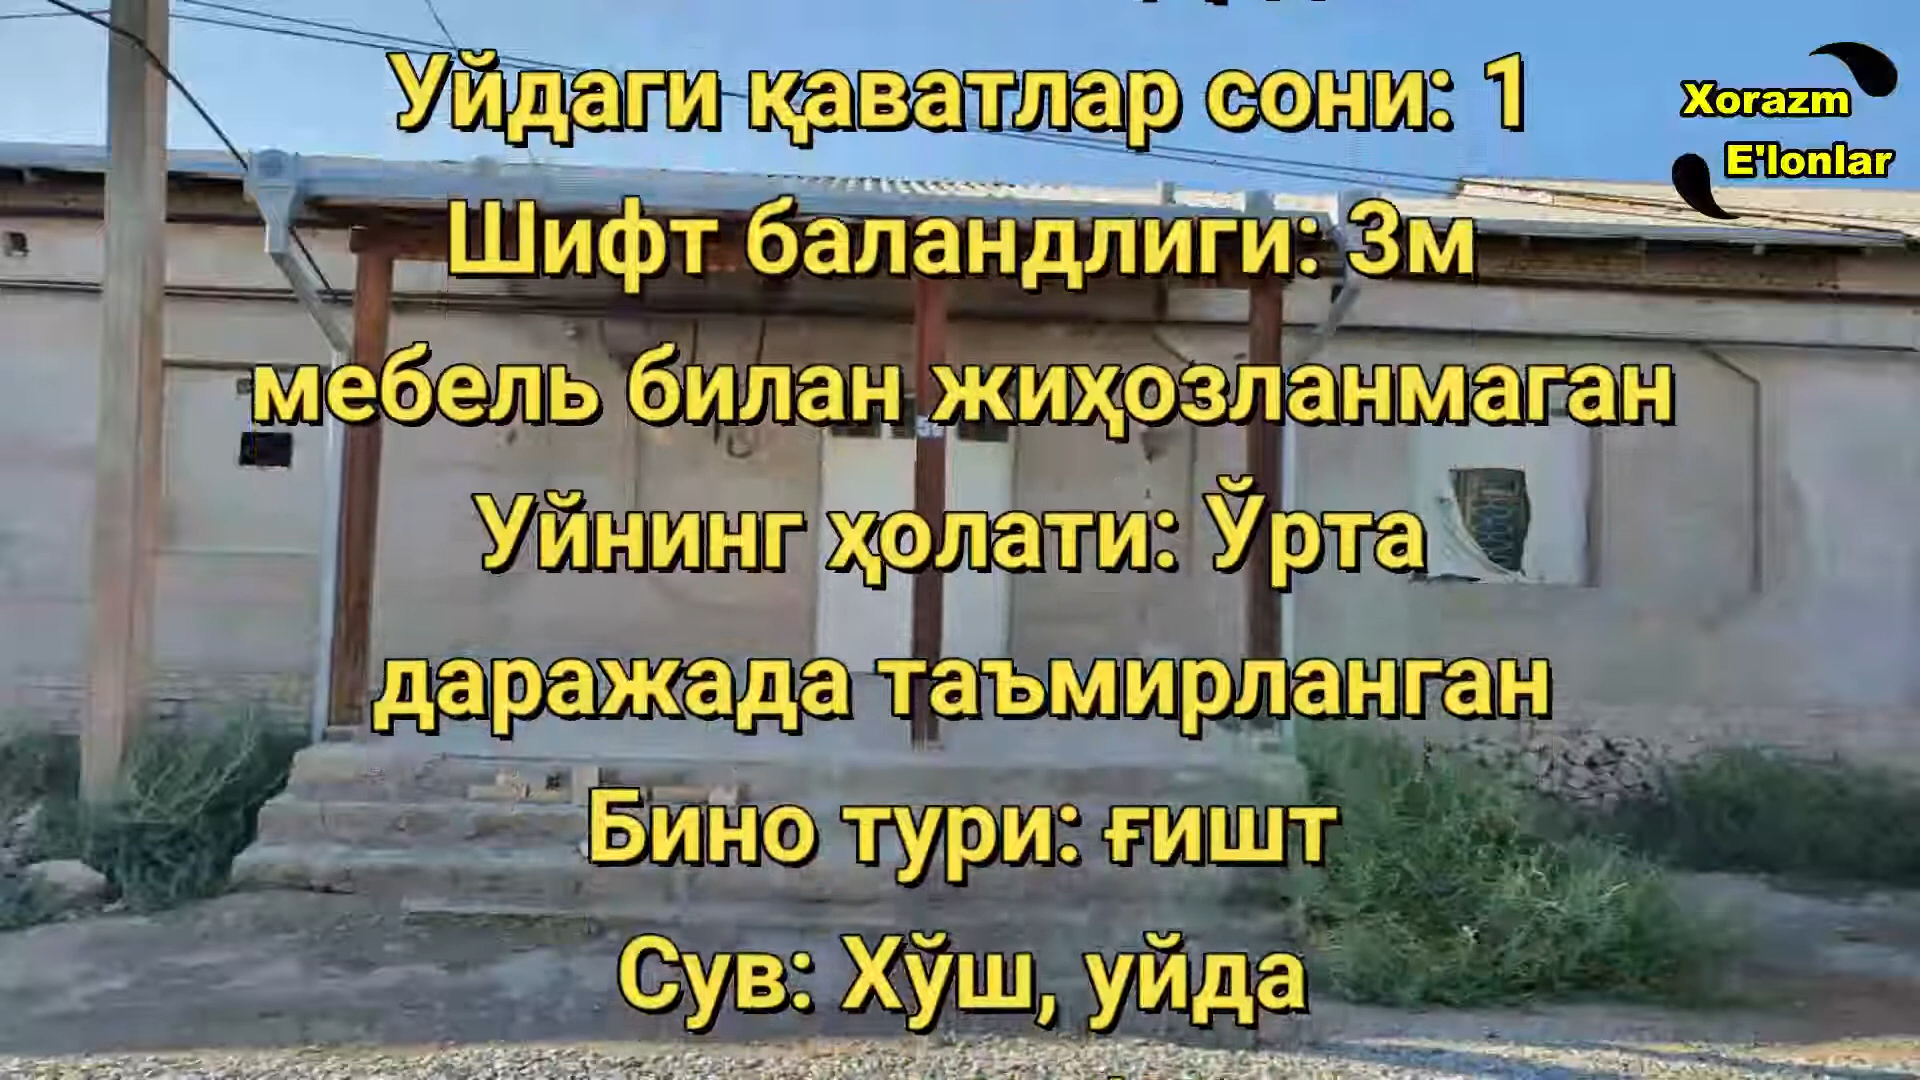 Уйдаги қаватлар сони: 1
Xorazm
E'lonlar
Шифт баландлиги: 3м
мебель билан жиҳозланмаган
Уйнинг ҳолати: Ўрта
даражада таъмирланган
Бино тури: ғишт
Сув: Хўш, уйда